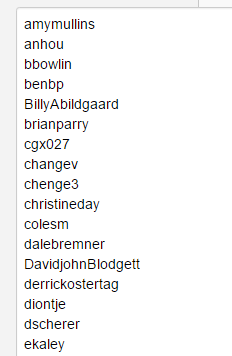 amymullins
anhou
bbowlin
benbp
BillyAbildgaard
brianparry
cgx027
changev
chenge3
christineday
colesm
dalebremner
DavidjohnBlodgett
derrickostertag
diontje
dscherer
ekaley